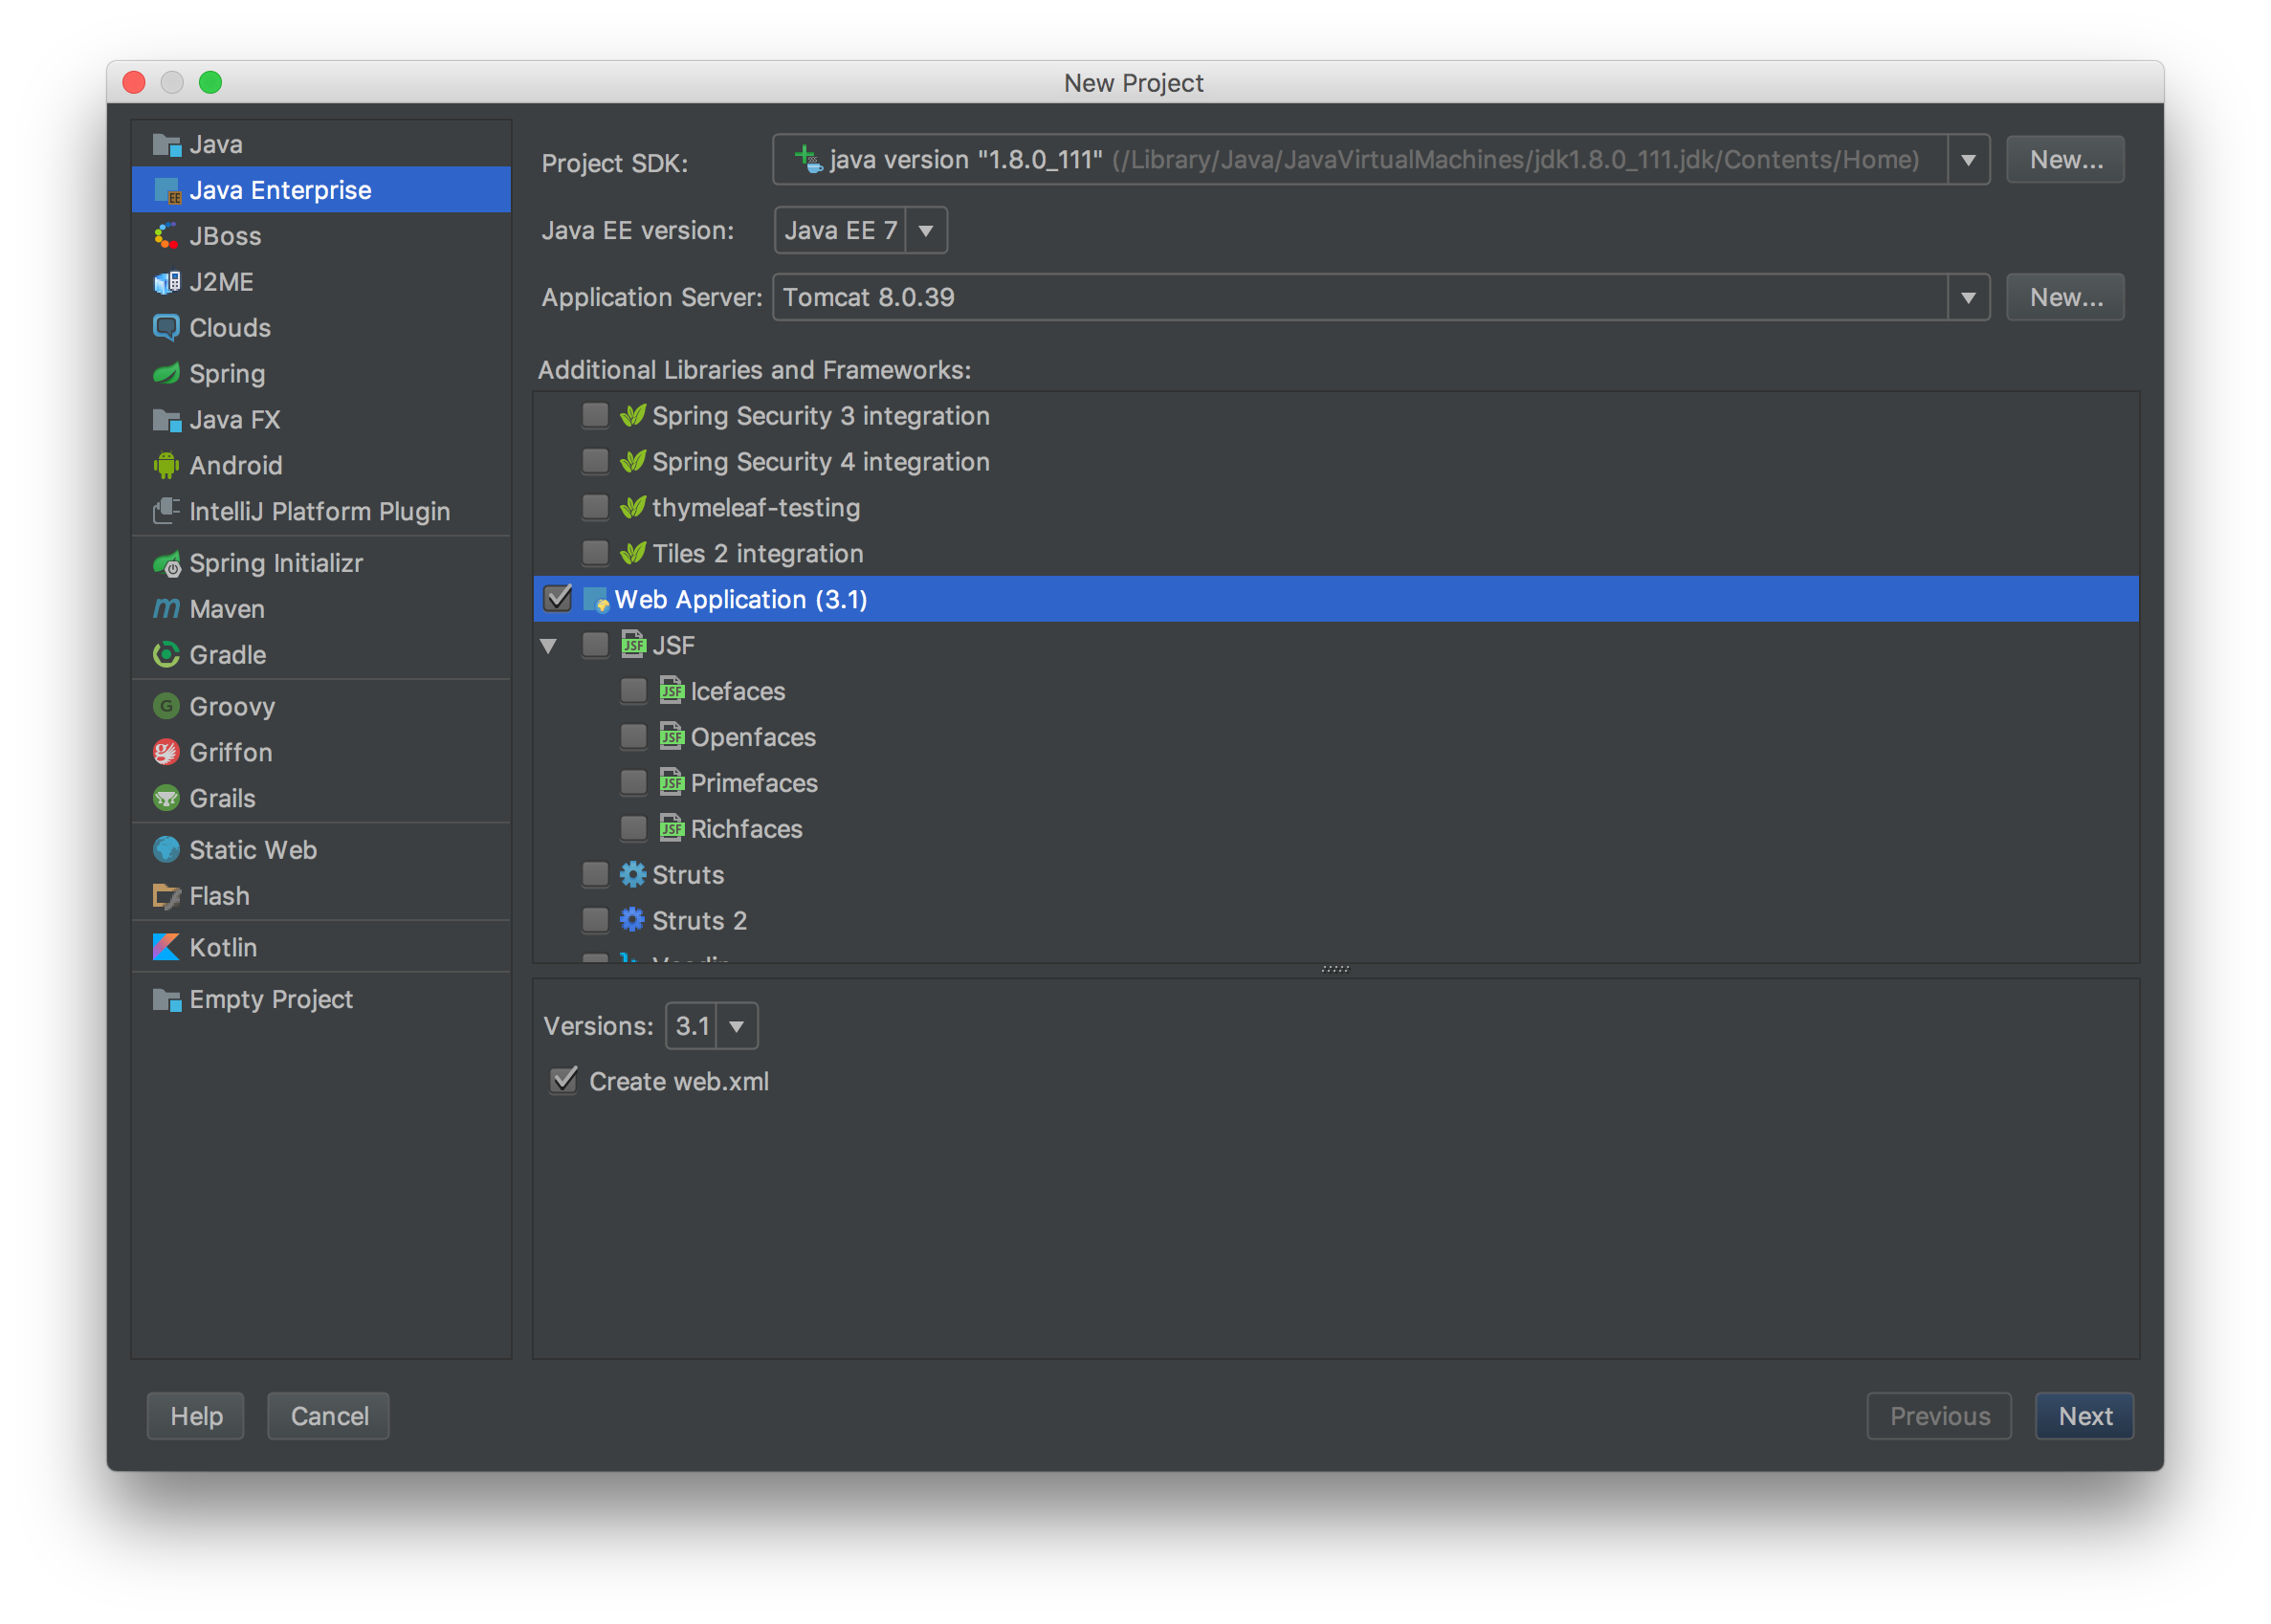 New Project
Java
Java Enterprise
JBoss
J2ME
Clouds
Spring
Java FX
Android
IntelliJ Platform Plugin
Spring Initializr
Maven
Gradle
Groovy
Griffon
Grails
Static Web
Flash
Kotlin
Empty Project
Project SDK: java version "1.8.0_111" (/Library/Java/JavaVirtualMachines/jdk1.8.0_111.jdk/Contents/Home) New...
Java EE version: Java EE 7
Application Server: Tomcat 8.0.39 New...
Additional Libraries and Frameworks:
Spring Security 3 integration
Spring Security 4 integration
thymeleaf-testing
Tiles 2 integration
Web Application (3.1)
JSF
Icefaces
Openfaces
Primefaces
Richfaces
Struts
Struts 2
Versions: 3.1
Create web.xml
Help Cancel Previous Next